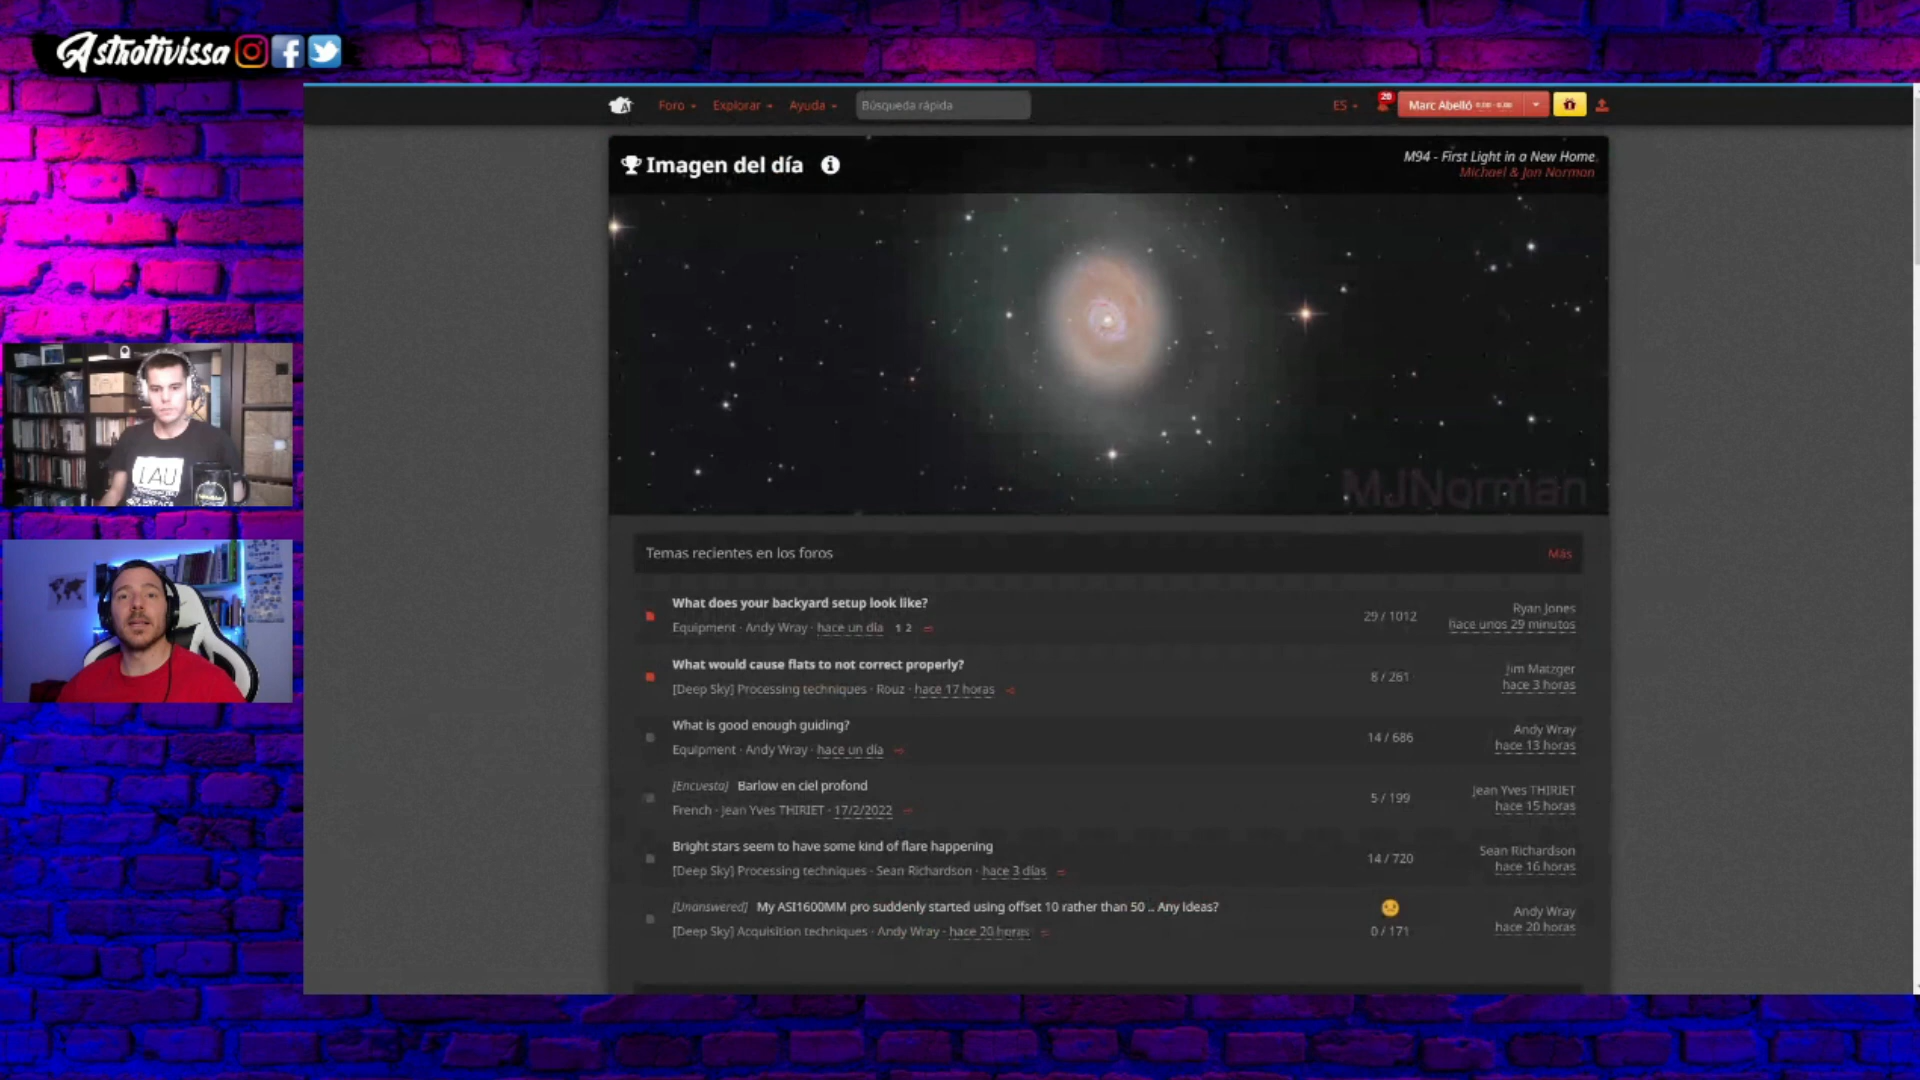 Astrotivissa
Foro Explorar Ayuda Búsqueda rápida ES 20 Marc Abelló
Imagen del día
M94 - First Light in a New Home
Michael & Jon Norman
MJNorman
LAU
Temas recientes en los foros Más
What does your backyard setup look like?
Equipment · Andy Wray · hace un día 1 2
29 / 1012
Ryan Jones
hace unos 29 minutos
What would cause flats to not correct properly?
[Deep Sky] Processing techniques · Rouz · hace 17 horas
8 / 261
Jim Matzger
hace 3 horas
What is good enough guiding?
Equipment · Andy Wray · hace un día
14 / 686
Andy Wray
hace 13 horas
[Encuesta] Barlow en ciel profond
French · Jean Yves THIRIET · 17/2/2022
5 / 199
Jean Yves THIRIET
hace 15 horas
Bright stars seem to have some kind of flare happening
[Deep Sky] Processing techniques · Sean Richardson · hace 3 días
14 / 720
Sean Richardson
hace 16 horas
[Unanswered] My ASI1600MM pro suddenly started using offset 10 rather than 50 .. Any ideas?
[Deep Sky] Acquisition techniques · Andy Wray · hace 20 horas
0 / 171
Andy Wray
hace 20 horas